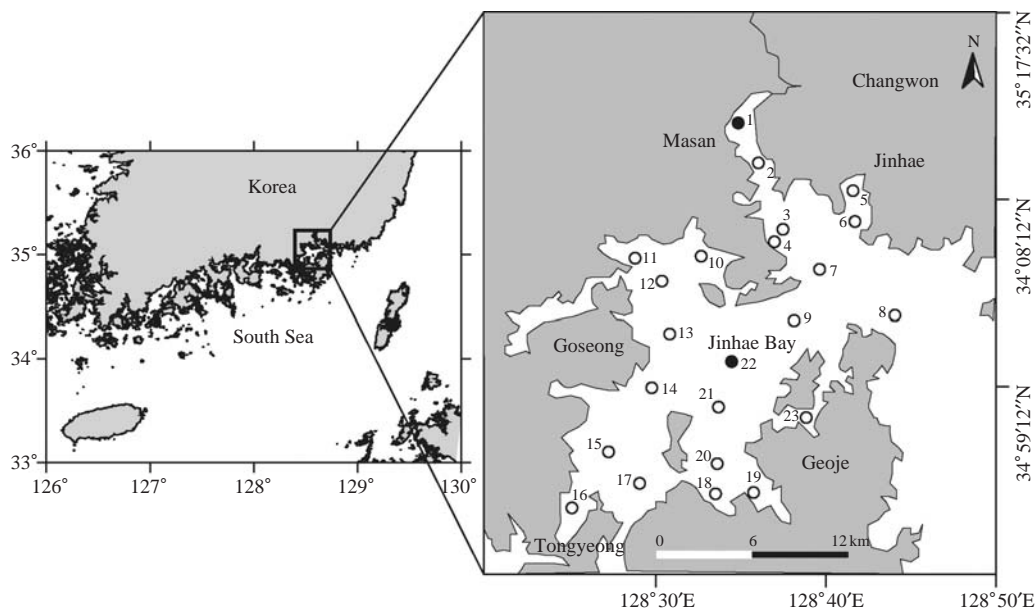 36°
35°
34°
33°
126°
127°
128°
129°
130°
Korea
South Sea
N
Changwon
Masan
Jinhae
Goseong
Jinhae Bay
Geoje
Tongyeong
1
2
3
4
5
6
7
8
9
10
11
12
13
14
15
16
17
18
19
20
21
22
23
0
6
12 km
128°30′E
128°40′E
128°50′E
35°17′32′′N
34°08′12′′N
34°59′12′′N